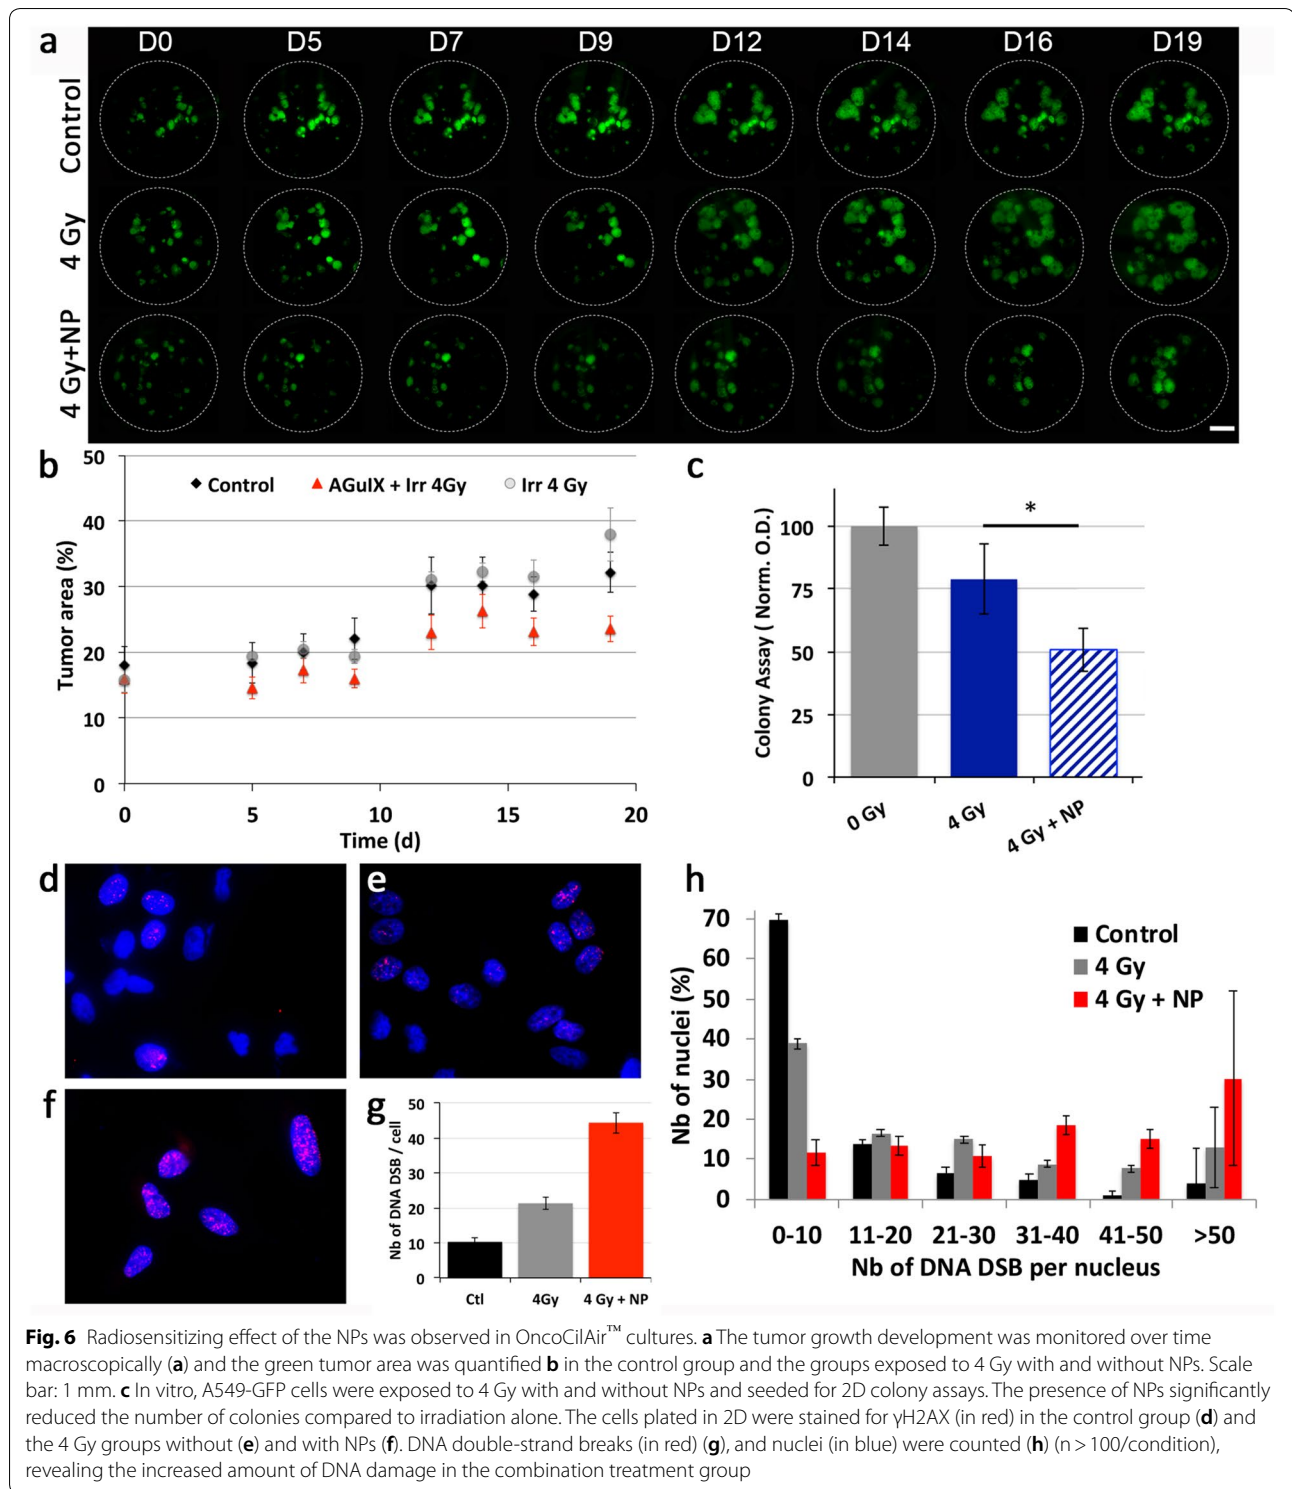 a
D0 D5 D7 D9 D12 D14 D16 D19
Control
4 Gy
4 Gy+NP
b
50
40
30
20
10
0
Tumor area (%)
Control AGuIX + Irr 4Gy Irr 4 Gy
0 5 10 15 20
Time (d)
c
*
100
75
50
25
0
Colony Assay ( Norm. O.D.)
0 Gy
4 Gy
4 Gy + NP
d
e
f
g
50
40
30
20
10
0
Nb of DNA DSB / cell
Ctl 4Gy 4 Gy + NP
h
70
60
50
40
30
20
10
0
Nb of nuclei (%)
Control
4 Gy
4 Gy + NP
0-10 11-20 21-30 31-40 41-50 >50
Nb of DNA DSB per nucleus
Fig. 6 Radiosensitizing effect of the NPs was observed in OncoCilAir™ cultures. a The tumor growth development was monitored over time
macroscopically (a) and the green tumor area was quantified b in the control group and the groups exposed to 4 Gy with and without NPs. Scale
bar: 1 mm. c In vitro, A549-GFP cells were exposed to 4 Gy with and without NPs and seeded for 2D colony assays. The presence of NPs significantly
reduced the number of colonies compared to irradiation alone. The cells plated in 2D were stained for γH2AX (in red) in the control group (d) and
the 4 Gy groups without (e) and with NPs (f). DNA double-strand breaks (in red) (g), and nuclei (in blue) were counted (h) (n > 100/condition),
revealing the increased amount of DNA damage in the combination treatment group